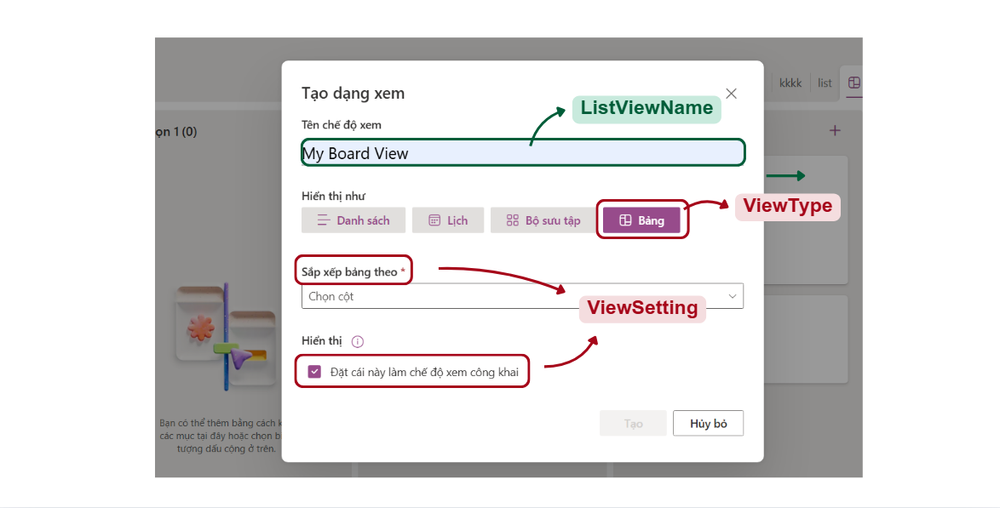 kkkk
list
ọn 1 (0)
Tạo dạng xem
ListViewName
Tên chế độ xem
My Board View
Hiển thị như
ViewType
Danh sách
Lịch
Bộ sưu tập
Bảng
Sắp xếp bảng theo *
Chọn cột
ViewSetting
Hiển thị
Đặt cái này làm chế độ xem công khai
Tạo
Hủy bỏ
Bạn có thể thêm bằng cách k
các mục tại đây hoặc chọn b
tượng dấu cộng ở trên.